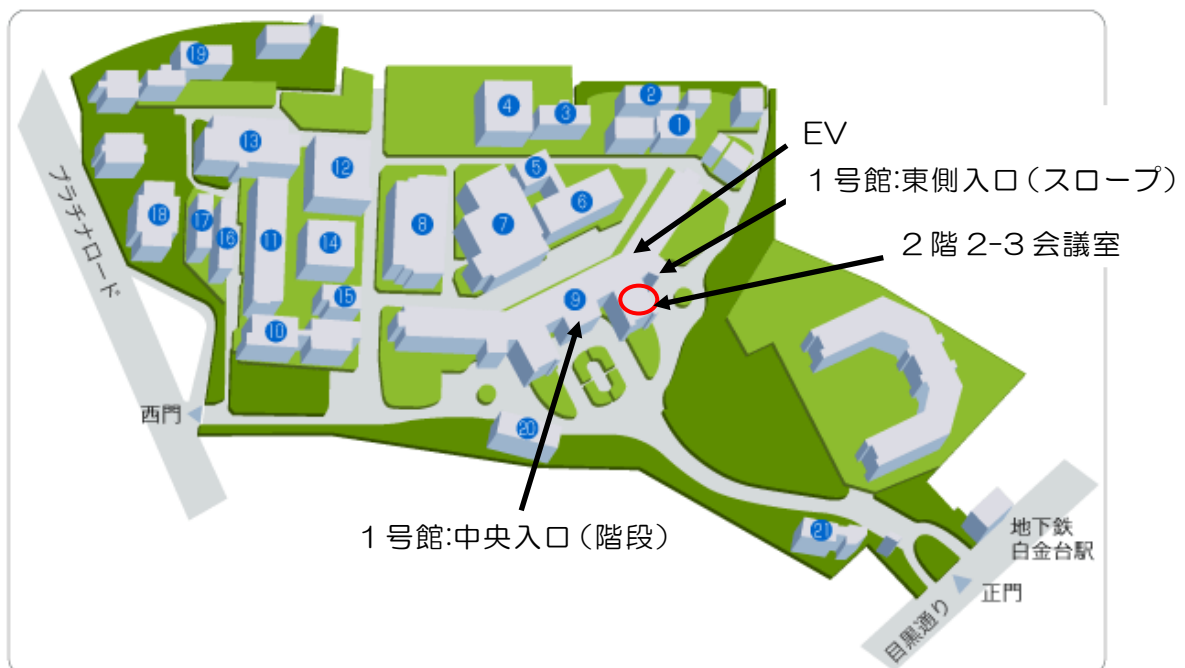 ⑲
④
③
②
①
EV
1号館:東側入口(スロープ)
2階2-3会議室
⑬
⑫
⑤
⑥
⑦
⑧
⑱
⑰
⑯
⑪
⑭
⑮
⑨
⑩
プラチナロード
西門
⑳
1号館:中央入口(階段)
㉑
地下鉄
白金台駅
正門
目黒通り